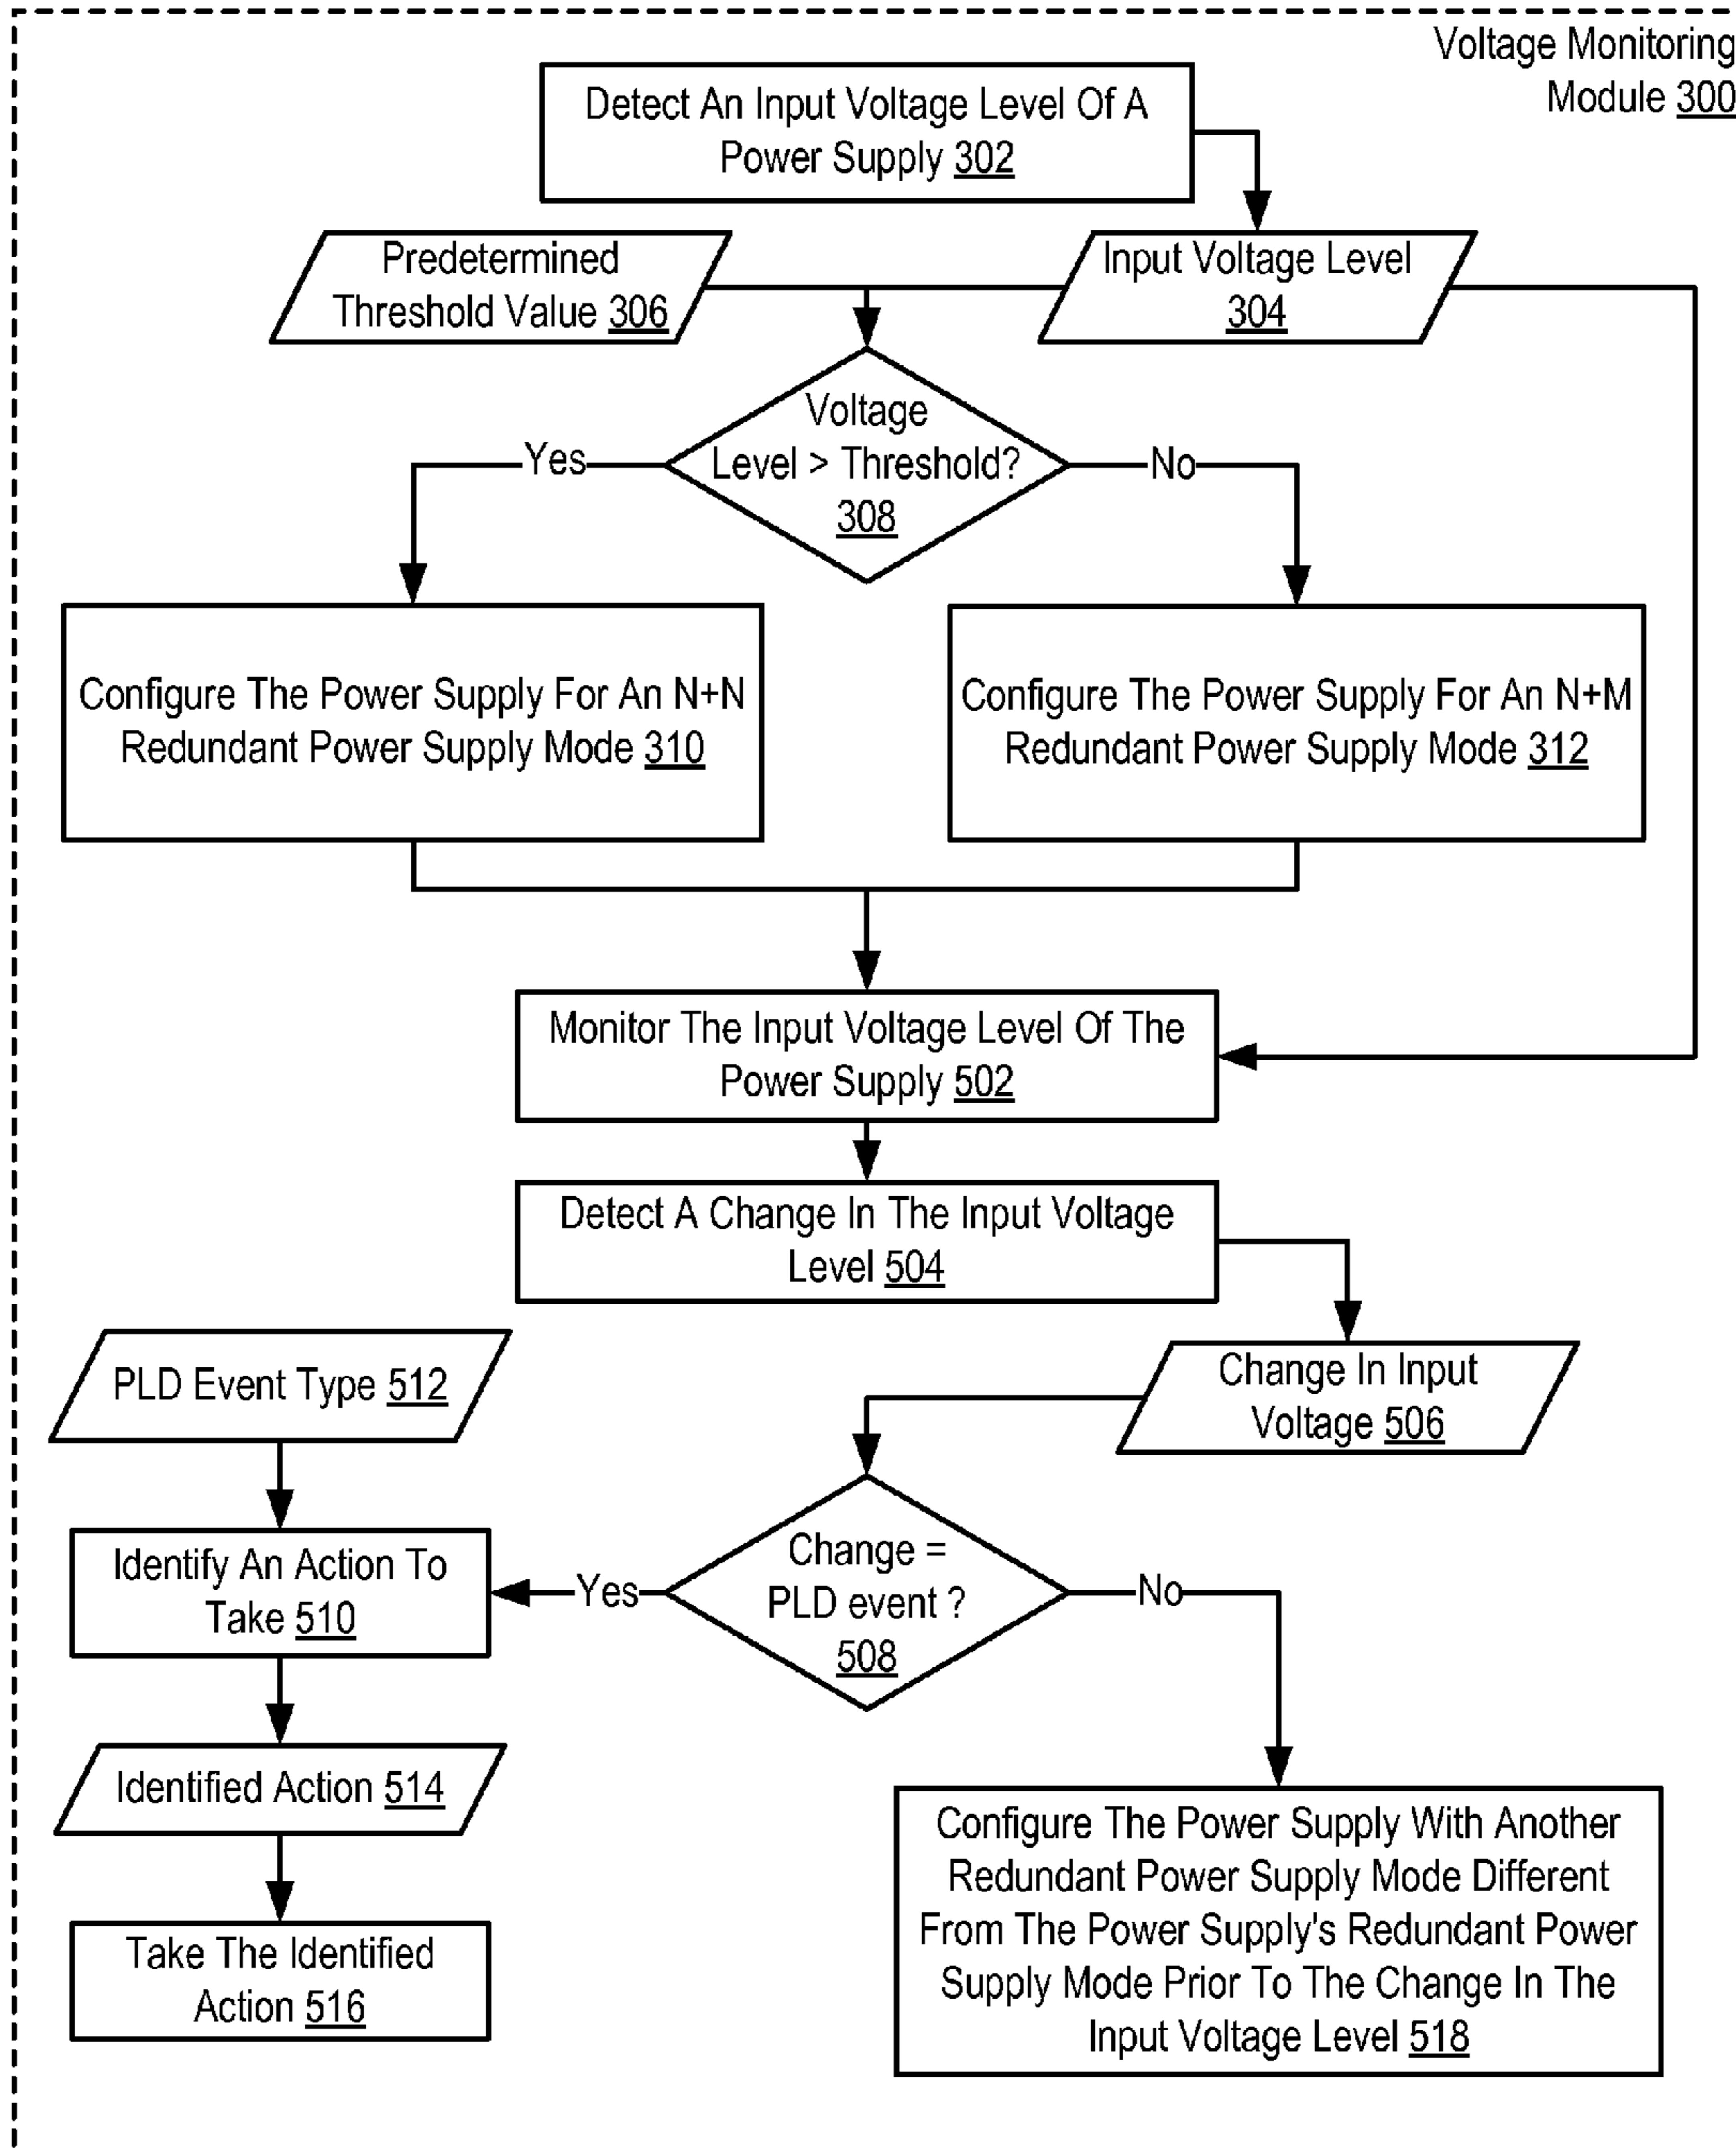 Voltage Monitoring
Module 300
Detect An Input Voltage Level Of A
Power Supply 302
Predetermined
Threshold Value 306
Input Voltage Level
304
Voltage
Level > Threshold?
308
Yes
No
Configure The Power Supply For An N+N
Redundant Power Supply Mode 310
Configure The Power Supply For An N+M
Redundant Power Supply Mode 312
Monitor The Input Voltage Level Of The
Power Supply 502
Detect A Change In The Input Voltage
Level 504
PLD Event Type 512
Change In Input
Voltage 506
Identify An Action To
Take 510
Yes
Change =
PLD event ?
508
No
Identified Action 514
Take The Identified
Action 516
Configure The Power Supply With Another
Redundant Power Supply Mode Different
From The Power Supply's Redundant Power
Supply Mode Prior To The Change In The
Input Voltage Level 518